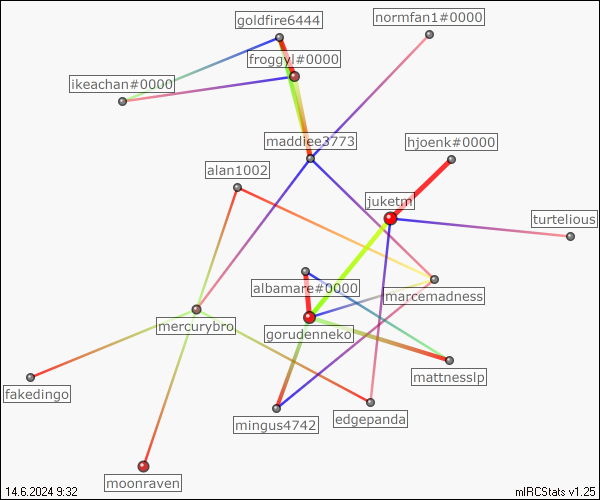 goldfire6444
normfan1#0000
froggyl#0000
ikeachan#0000
maddiee3773
hjoenk#0000
alan1002
juketm
turtelious
albamare#0000
marcemadness
mercurybro
gorudenneko
mattnesslp
fakedingo
mingus4742
edgepanda
moonraven
14.6.2024 9:32
mIRCStats v1.25